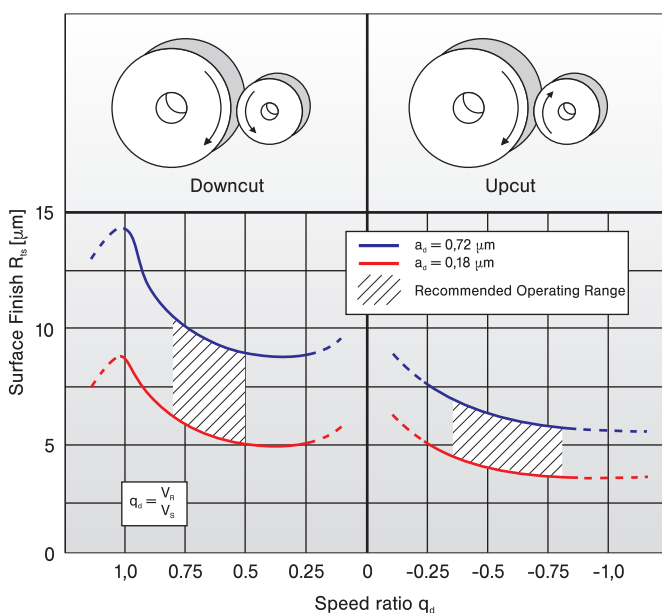 Downcut
Upcut
Surface Finish R_ts [µm]
15
10
5
0
a_d = 0,72 µm
a_d = 0,18 µm
Recommended Operating Range
q_d = V_R
V_S
1,0 0.75 0.5 0.25 0 -0.25 -0.5 -0.75 -1,0
Speed ratio q_d